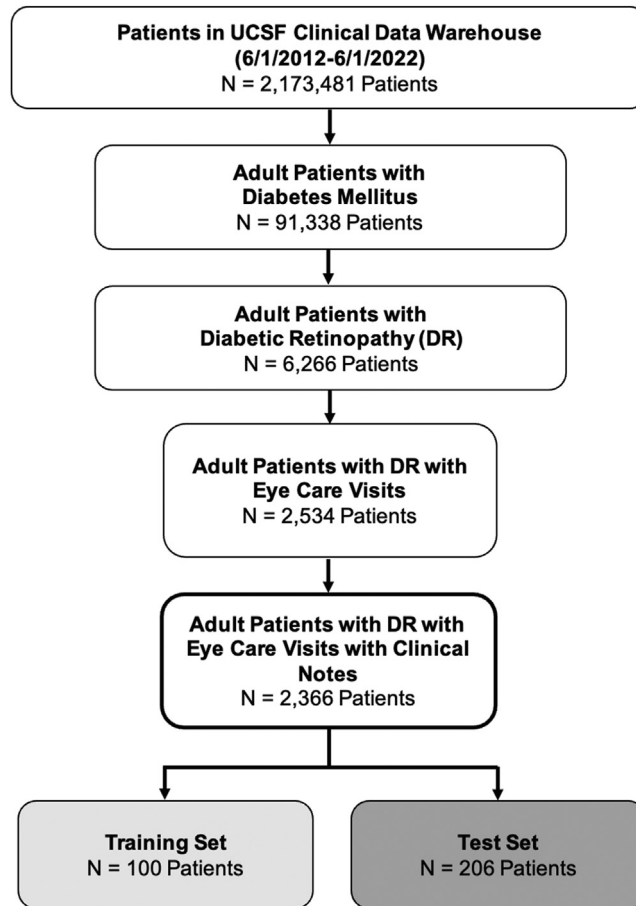 Patients in UCSF Clinical Data Warehouse
(6/1/2012-6/1/2022)
N = 2,173,481 Patients
Adult Patients with
Diabetes Mellitus
N = 91,338 Patients
Adult Patients with
Diabetic Retinopathy (DR)
N = 6,266 Patients
Adult Patients with DR with
Eye Care Visits
N = 2,534 Patients
Adult Patients with DR with
Eye Care Visits with Clinical
Notes
N = 2,366 Patients
Training Set
N = 100 Patients
Test Set
N = 206 Patients